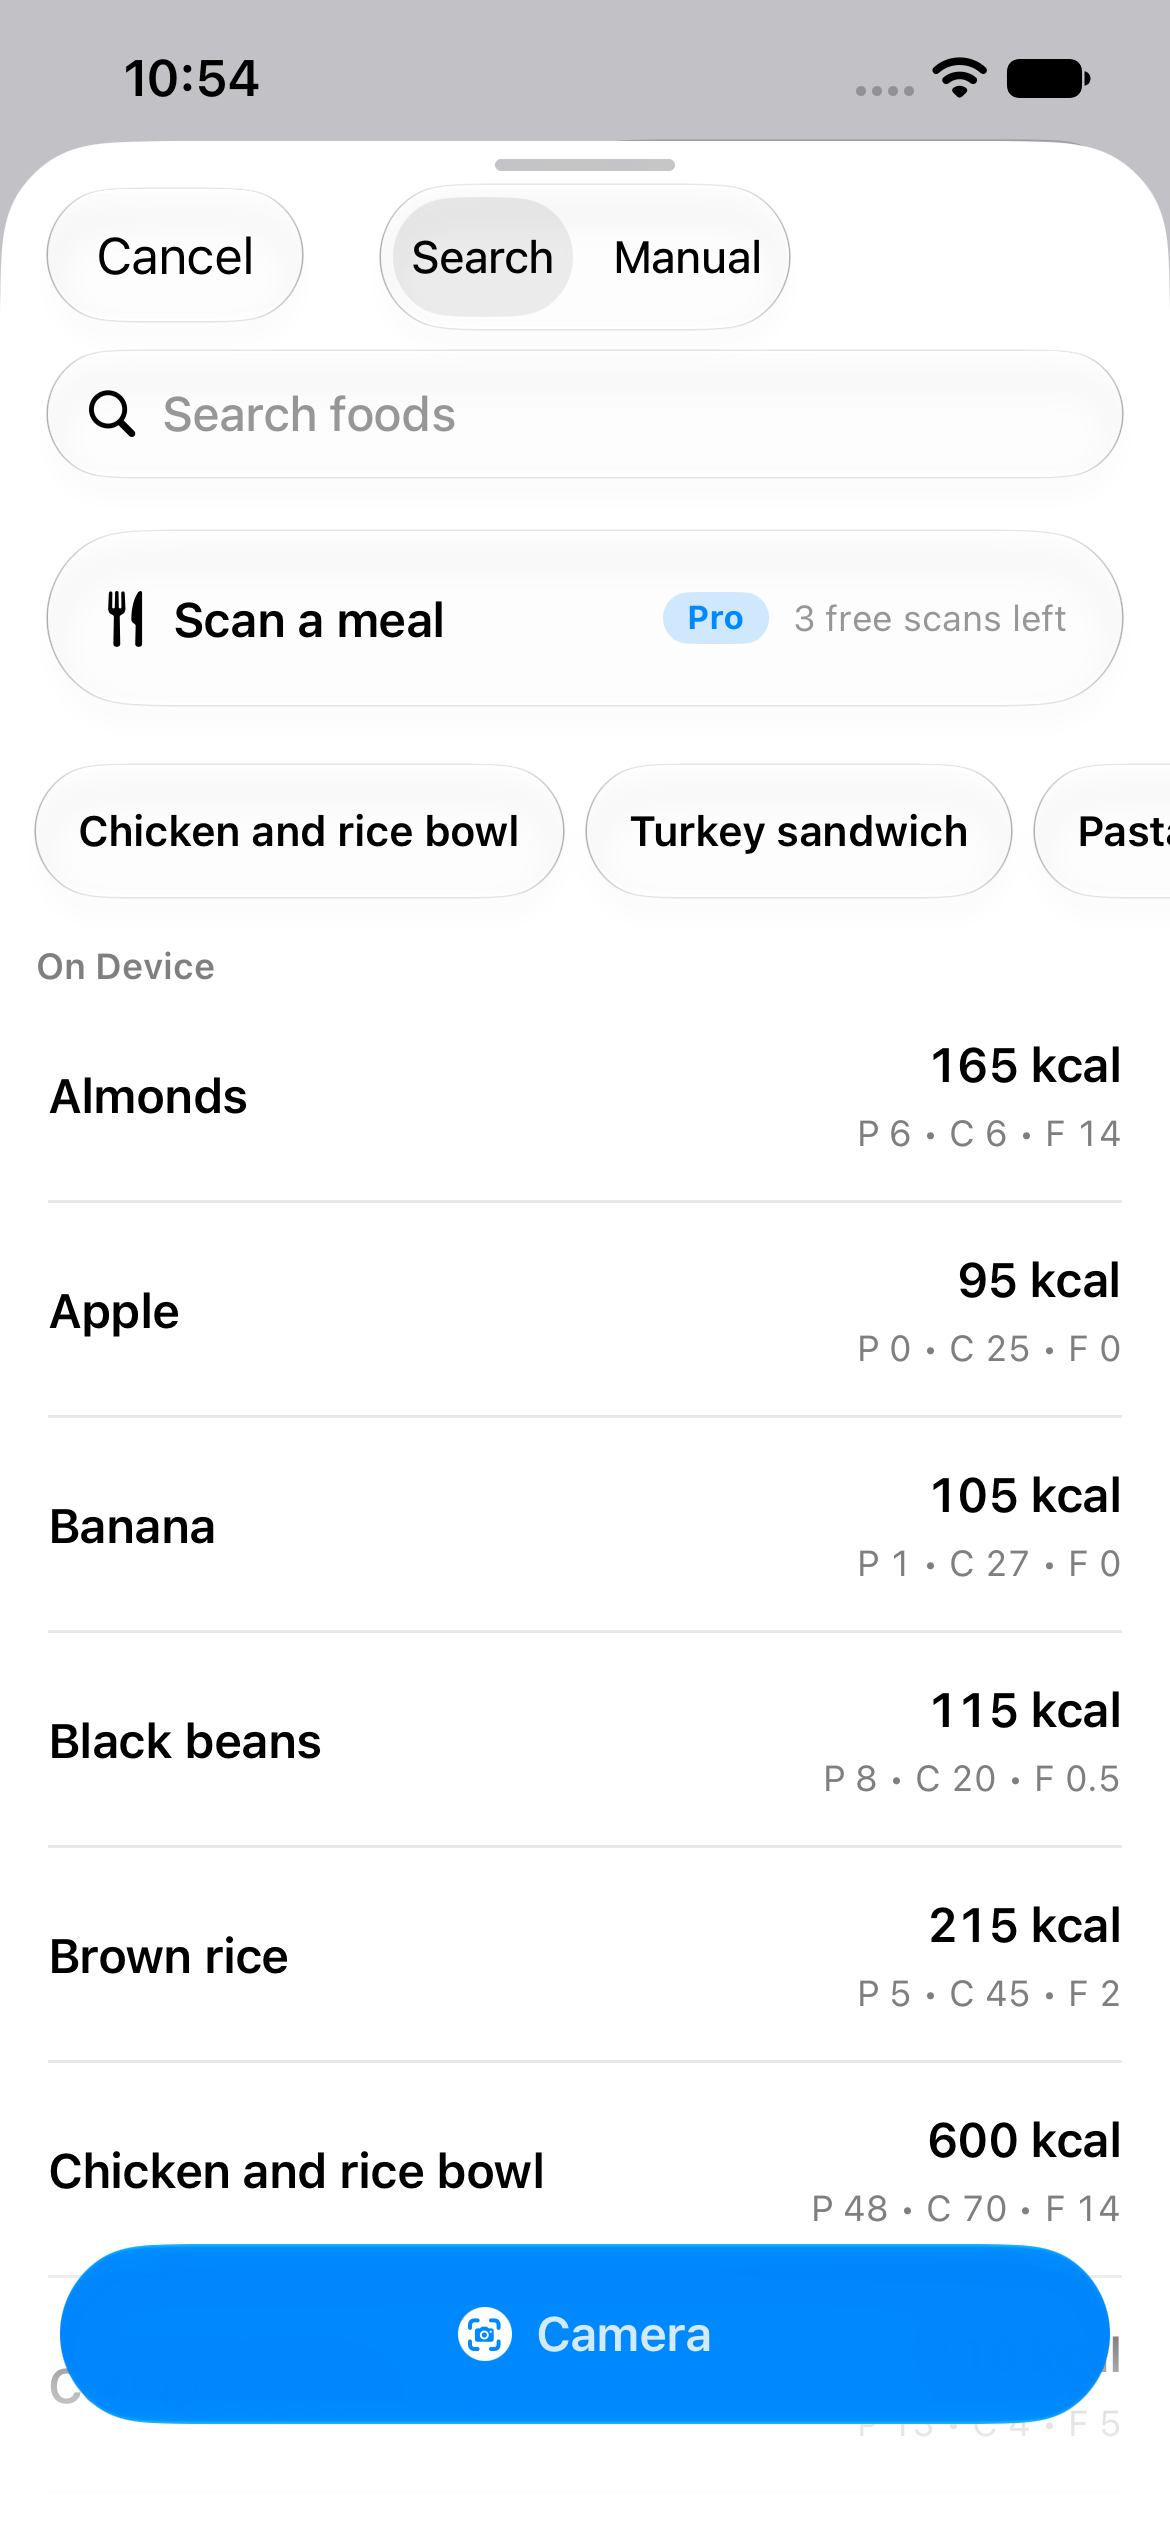 10:54
Cancel
Search
Manual
Search foods
Scan a meal
Pro
3 free scans left
Chicken and rice bowl
Turkey sandwich
On Device
Almonds
165 kcal
P 6 • C 6 • F 14
Apple
95 kcal
P 0 • C 25 • F 0
Banana
105 kcal
P 1 • C 27 • F 0
Black beans
115 kcal
P 8 • C 20 • F 0.5
Brown rice
215 kcal
P 5 • C 45 • F 2
Chicken and rice bowl
600 kcal
P 48 • C 70 • F 14
Camera
P 13 • C 4 • F 5